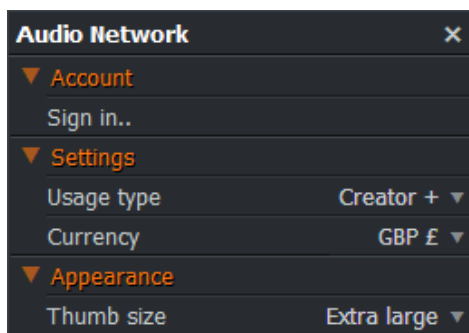 Audio Network
Account
Sign in..
Settings
Usage type Creator +
Currency GBP £
Appearance
Thumb size Extra large